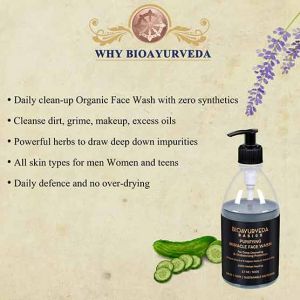 WHY BIOAYURVEDA
• Daily clean-up Organic Face Wash with zero synthetics
• Cleanse dirt, grime, makeup, excess oils
• Powerful herbs to draw deep down impurities
• All skin types for men Women and teens
• Daily defence and no over-drying
BIOAYURVEDA
BASICS
PURIFYING
MIRACLE FACE WASH